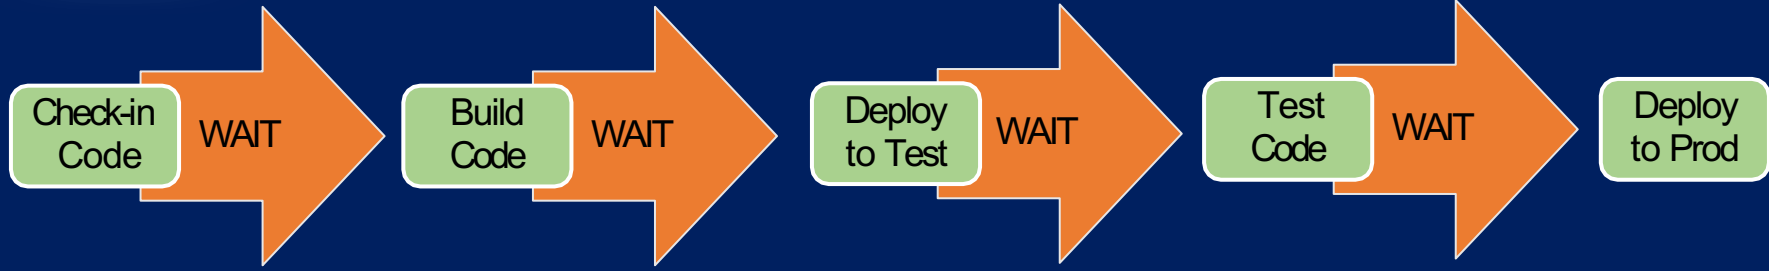 Check-in
Code
WAIT
Build
Code
WAIT
Deploy
to Test
WAIT
Test
Code
WAIT
Deploy
to Prod